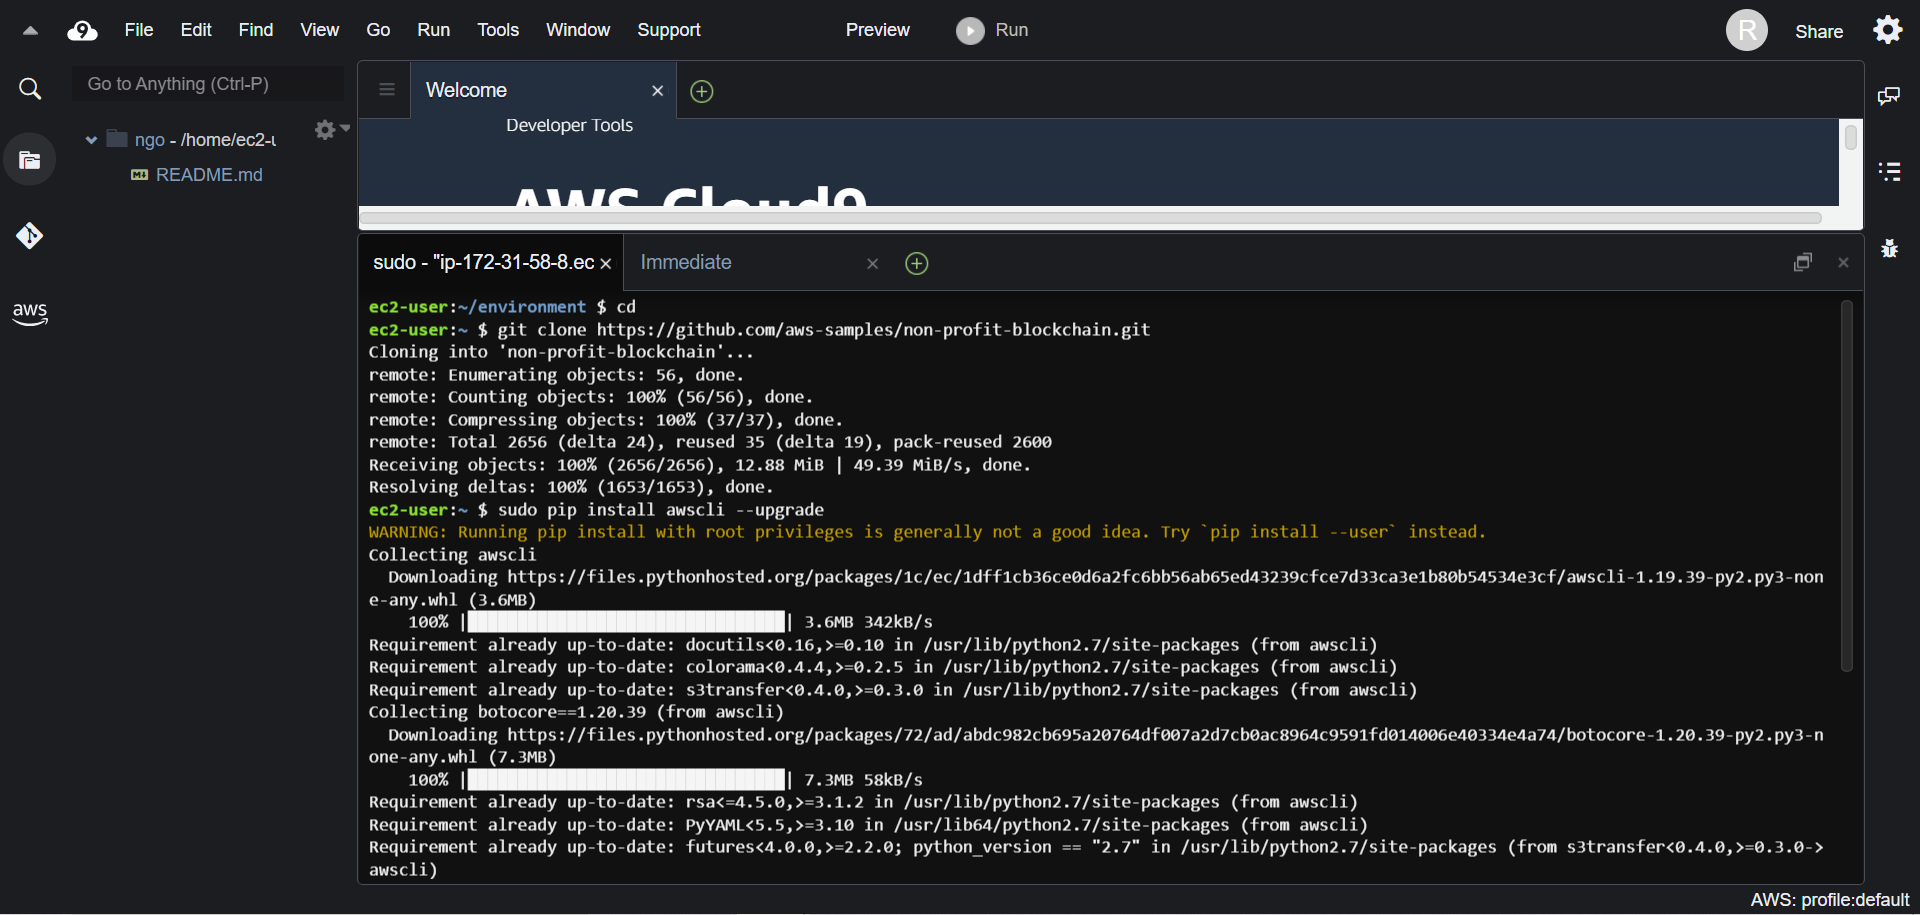 File Edit Find View Go Run Tools Window Support Preview Run R Share
Go to Anything (Ctrl-P)
Welcome
Developer Tools
ngo - /home/ec2-u
README.md
AWS Cloud9
aws
sudo - "ip-172-31-58-8.ec
Immediate
ec2-user:~/environment $ cd
ec2-user:~ $ git clone https://github.com/aws-samples/non-profit-blockchain.git
Cloning into 'non-profit-blockchain'...
remote: Enumerating objects: 56, done.
remote: Counting objects: 100% (56/56), done.
remote: Compressing objects: 100% (37/37), done.
remote: Total 2656 (delta 24), reused 35 (delta 19), pack-reused 2600
Receiving objects: 100% (2656/2656), 12.88 MiB | 49.39 MiB/s, done.
Resolving deltas: 100% (1653/1653), done.
ec2-user:~ $ sudo pip install awscli --upgrade
WARNING: Running pip install with root privileges is generally not a good idea. Try `pip install --user` instead.
Collecting awscli
  Downloading https://files.pythonhosted.org/packages/1c/ec/1dff1cb36ce0d6a2fc6bb56ab65ed43239cfce7d33ca3e1b80b54534e3cf/awscli-1.19.39-py2.py3-non
e-any.whl (3.6MB)
    100% |████████████████████████████████| 3.6MB 342kB/s
Requirement already up-to-date: docutils<0.16,>=0.10 in /usr/lib/python2.7/site-packages (from awscli)
Requirement already up-to-date: colorama<0.4.4,>=0.2.5 in /usr/lib/python2.7/site-packages (from awscli)
Requirement already up-to-date: s3transfer<0.4.0,>=0.3.0 in /usr/lib/python2.7/site-packages (from awscli)
Collecting botocore==1.20.39 (from awscli)
  Downloading https://files.pythonhosted.org/packages/72/ad/abdc982cb695a20764df007a2d7cb0ac8964c9591fd014006e40334e4a74/botocore-1.20.39-py2.py3-n
one-any.whl (7.3MB)
    100% |████████████████████████████████| 7.3MB 58kB/s
Requirement already up-to-date: rsa<=4.5.0,>=3.1.2 in /usr/lib/python2.7/site-packages (from awscli)
Requirement already up-to-date: PyYAML<5.5,>=3.10 in /usr/lib64/python2.7/site-packages (from awscli)
Requirement already up-to-date: futures<4.0.0,>=2.2.0; python_version == "2.7" in /usr/lib/python2.7/site-packages (from s3transfer<0.4.0,>=0.3.0->
awscli)
AWS: profile:default